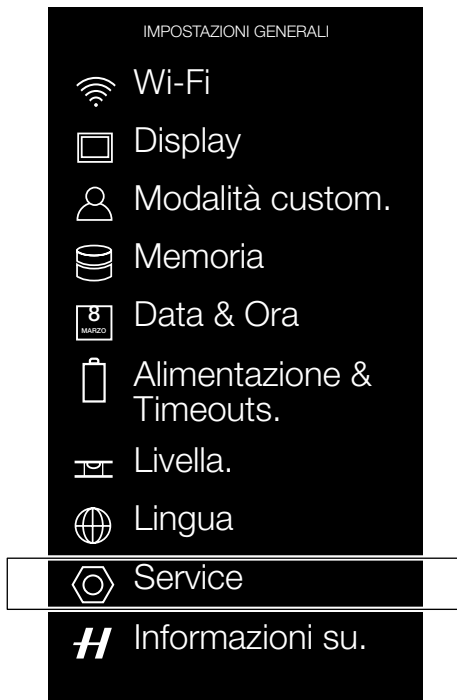 IMPOSTAZIONI GENERALI
Wi-Fi
Display
Modalità custom.
Memoria
8
MARZO
Data & Ora
Alimentazione &
Timeouts.
Livella.
Lingua
Service
H Informazioni su.